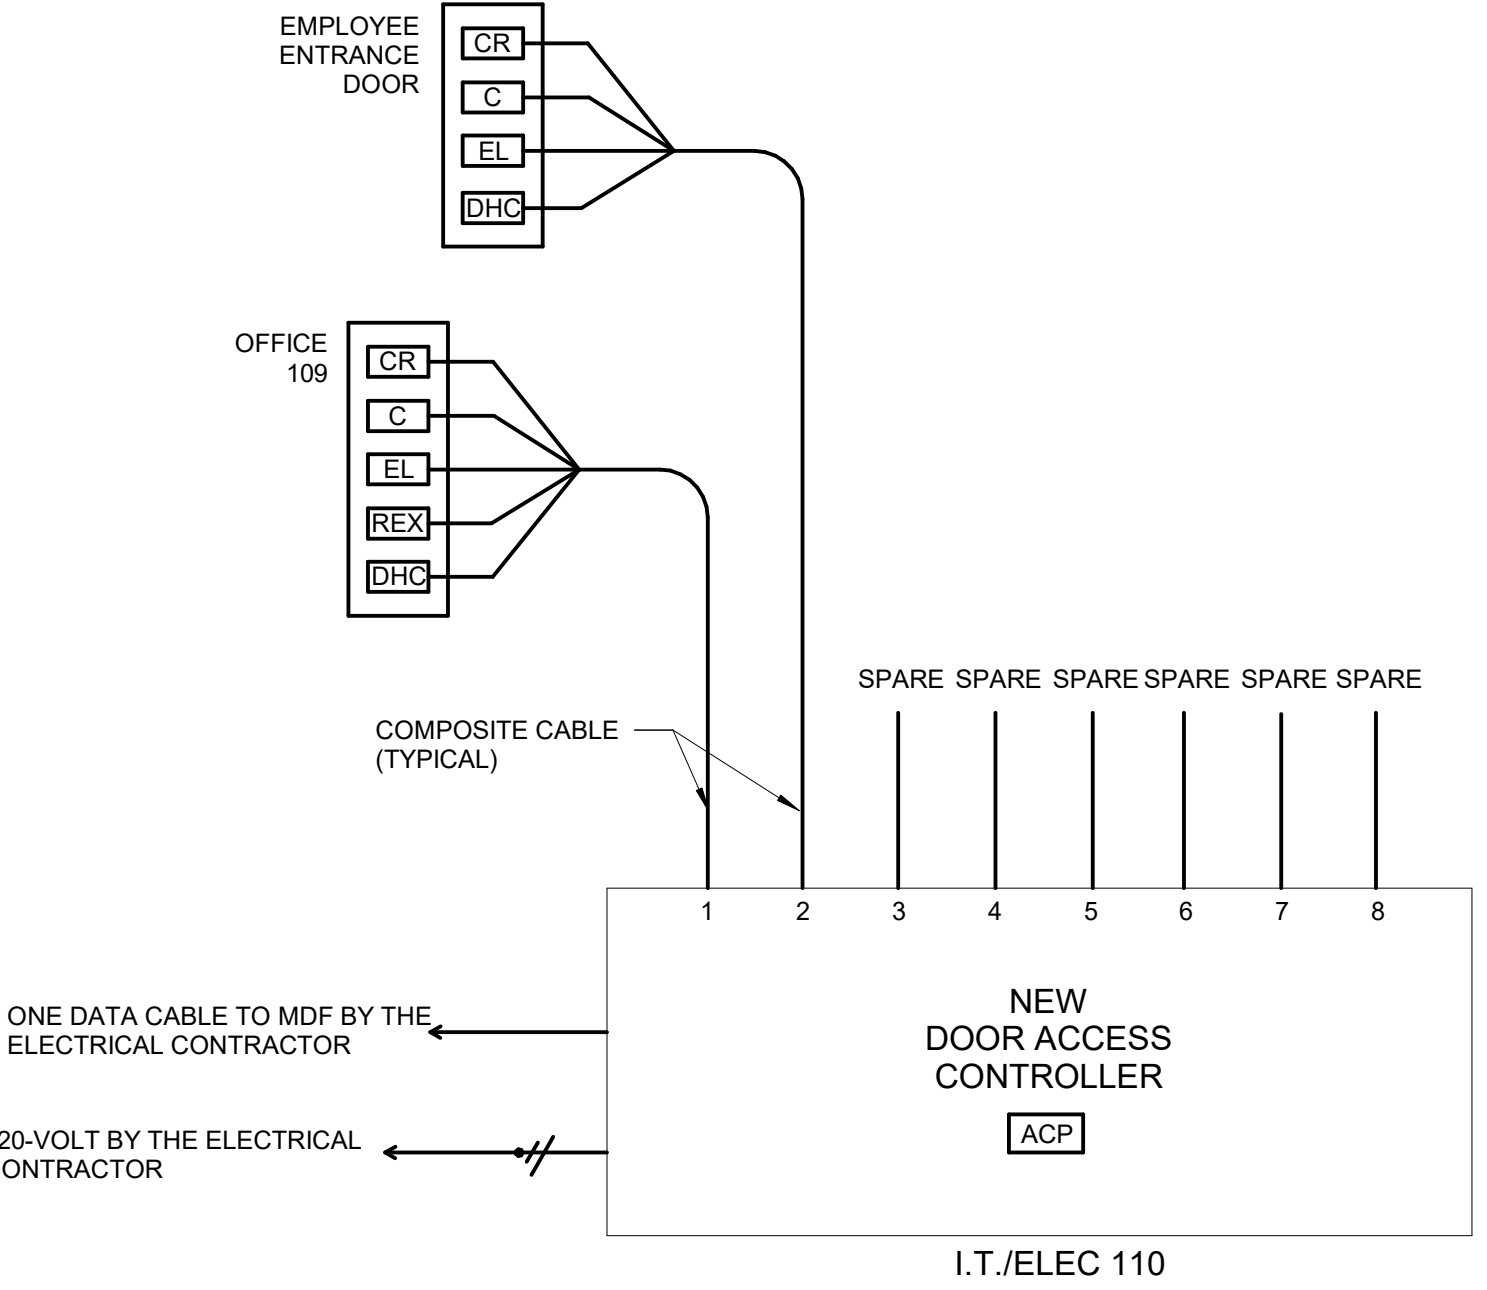 EMPLOYEE
ENTRANCE
DOOR
CR
C
EL
DHC
OFFICE
109
CR
C
EL
REX
DHC
SPARE SPARE SPARE SPARE SPARE SPARE
COMPOSITE CABLE
(TYPICAL)
1 2 3 4 5 6 7 8
NEW
DOOR ACCESS
CONTROLLER
ACP
ONE DATA CABLE TO MDF BY THE
ELECTRICAL CONTRACTOR
20-VOLT BY THE ELECTRICAL
ONTRACTOR
I.T./ELEC 110